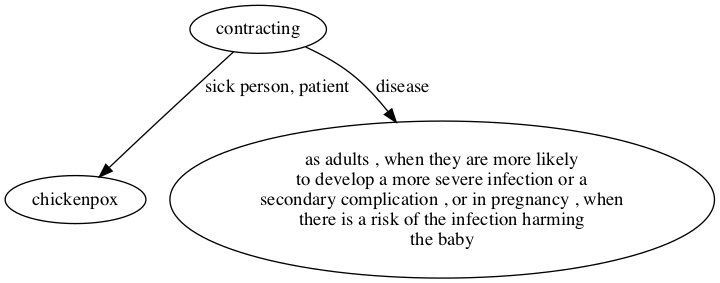 contracting
sick person, patient
disease
chickenpox
as adults , when they are more likely
to develop a more severe infection or a
secondary complication , or in pregnancy , when
there is a risk of the infection harming
the baby